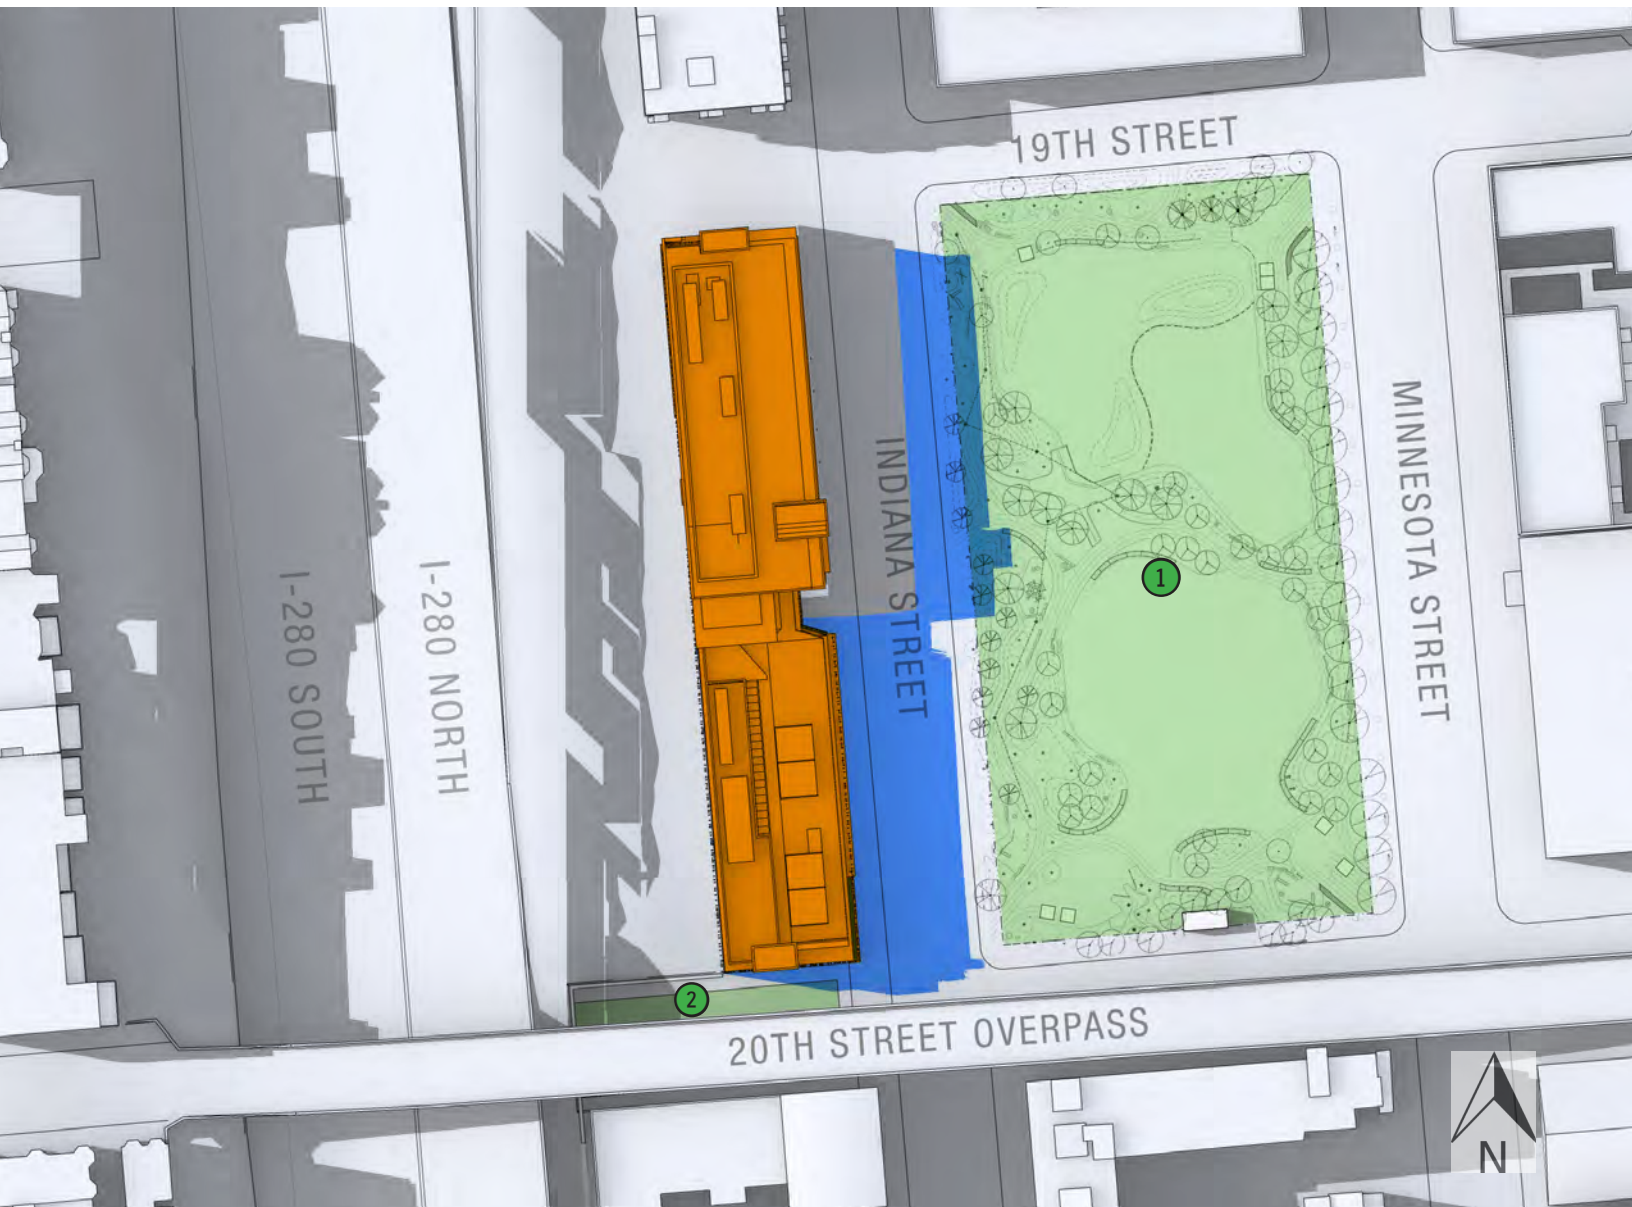 19TH STREET
INDIANA STREET
MINNESOTA STREET
1
I-280 SOUTH
I-280 NORTH
2
20TH STREET OVERPASS
N